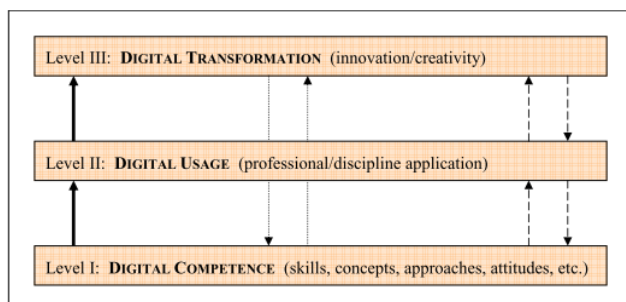 Level III: DIGITAL TRANSFORMATION (innovation/creativity)
Level II: DIGITAL USAGE (professional/discipline application)
Level I: DIGITAL COMPETENCE (skills, concepts, approaches, attitudes, etc.)